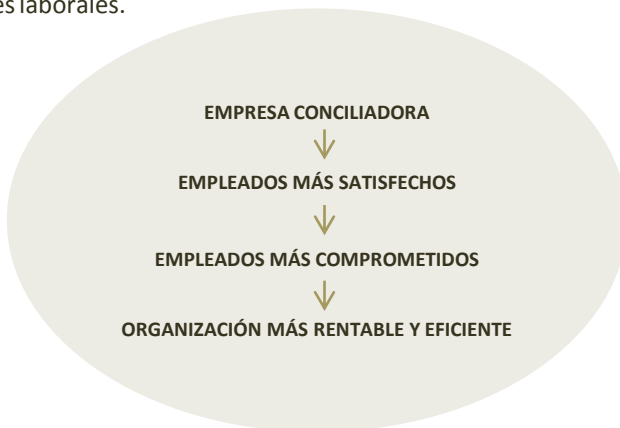 es laborales.
EMPRESA CONCILIADORA
EMPLEADOS MÁS SATISFECHOS
EMPLEADOS MÁS COMPROMETIDOS
ORGANIZACIÓN MÁS RENTABLE Y EFICIENTE